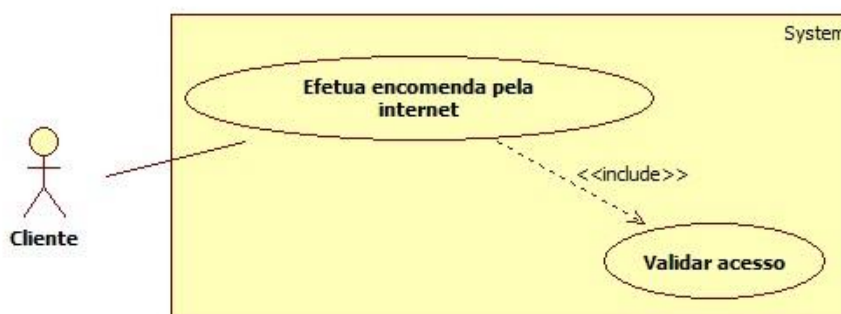 System
Efetua encomenda pela
internet
<<include>>
Cliente
Validar acesso